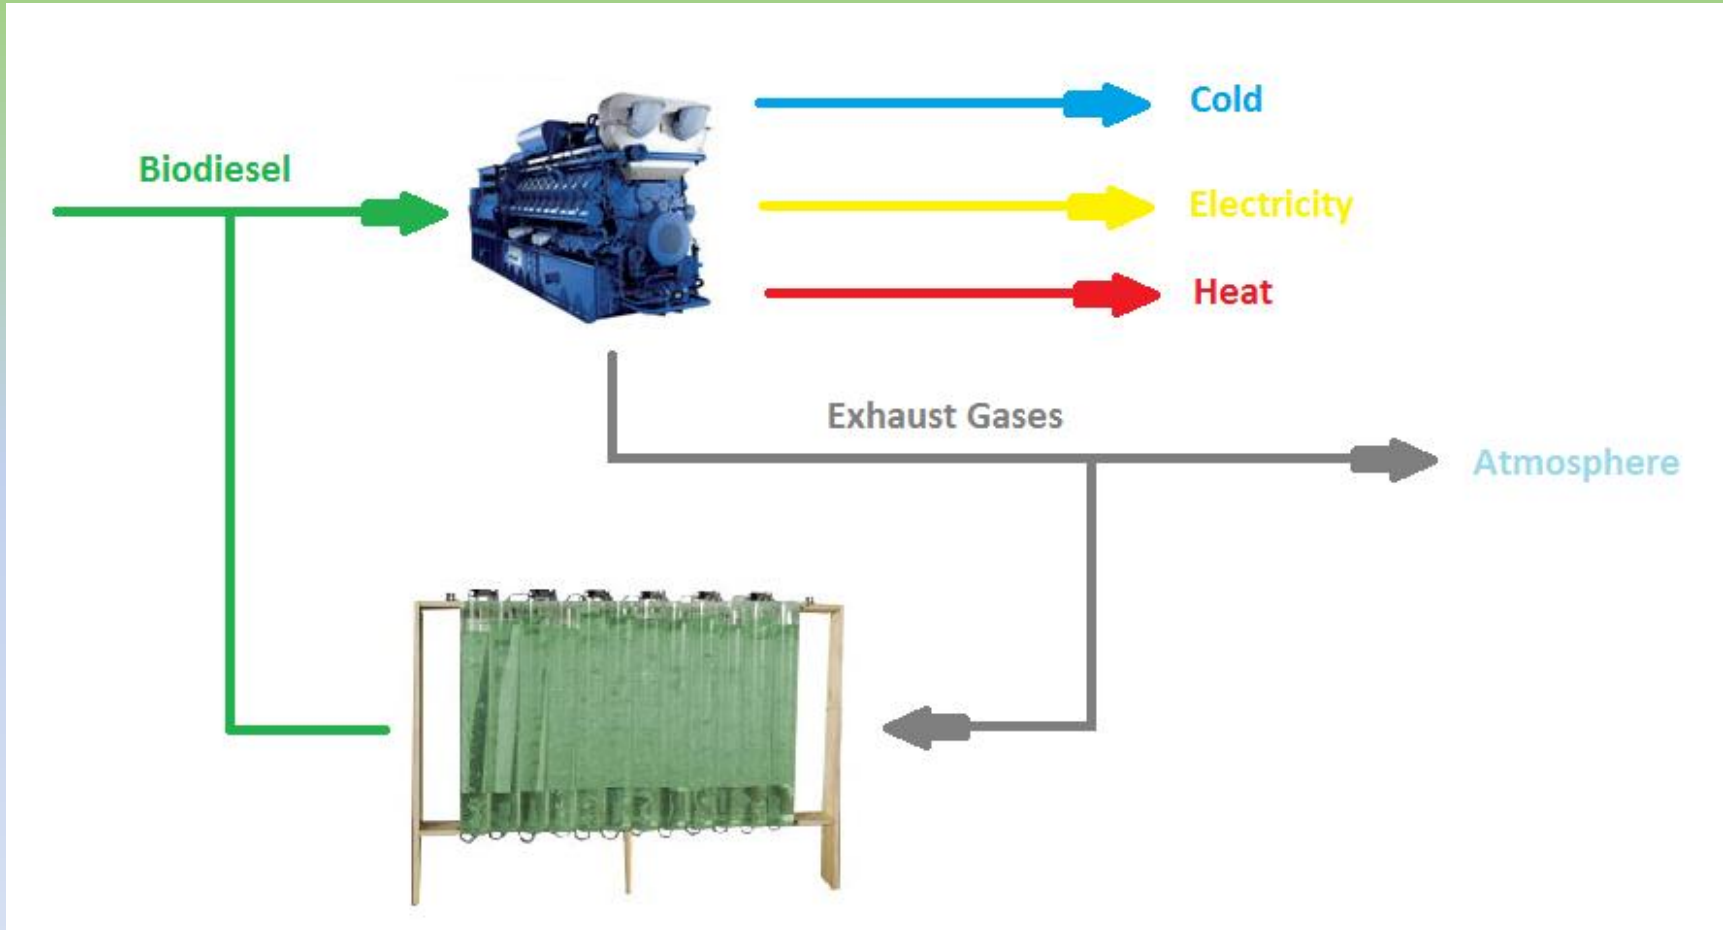 Cold
Biodiesel
Electricity
Heat
Exhaust Gases
Atmosphere